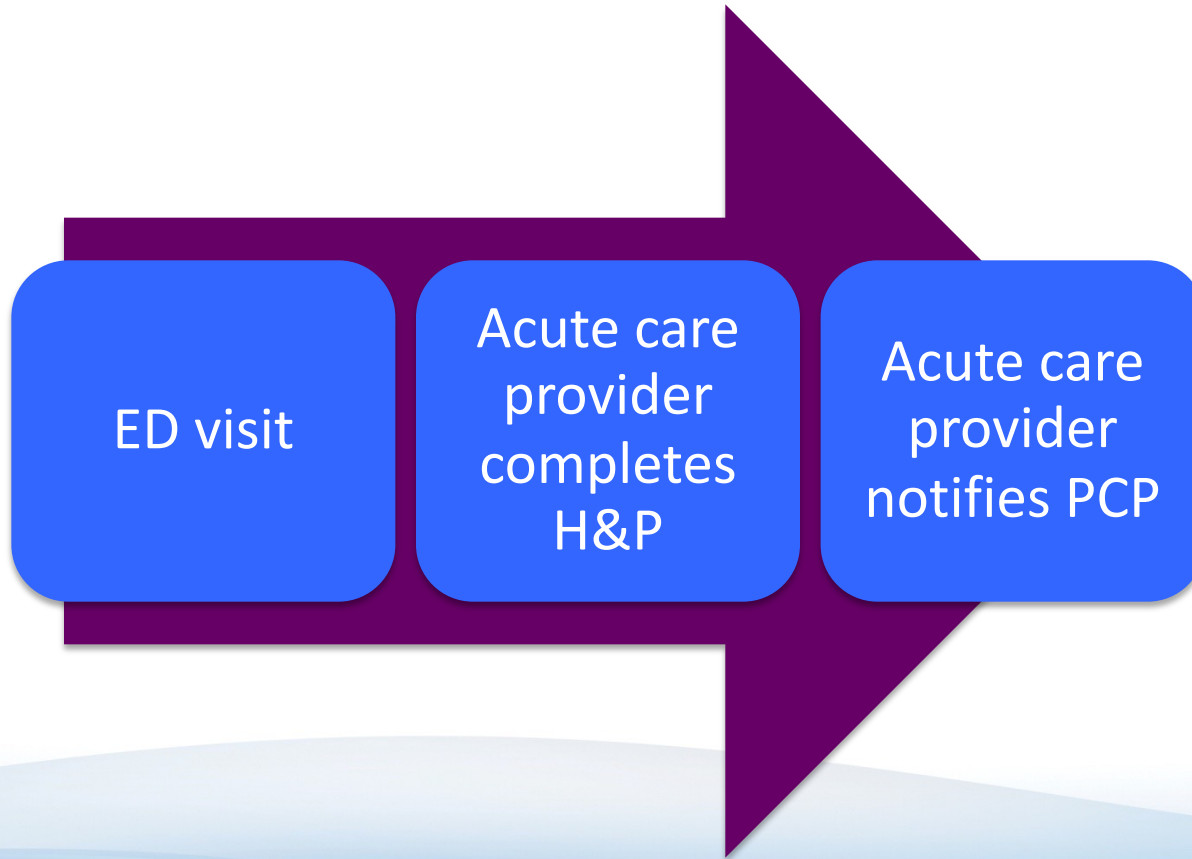 ED visit
Acute care
provider
completes
H&P
Acute care
provider
notifies PCP